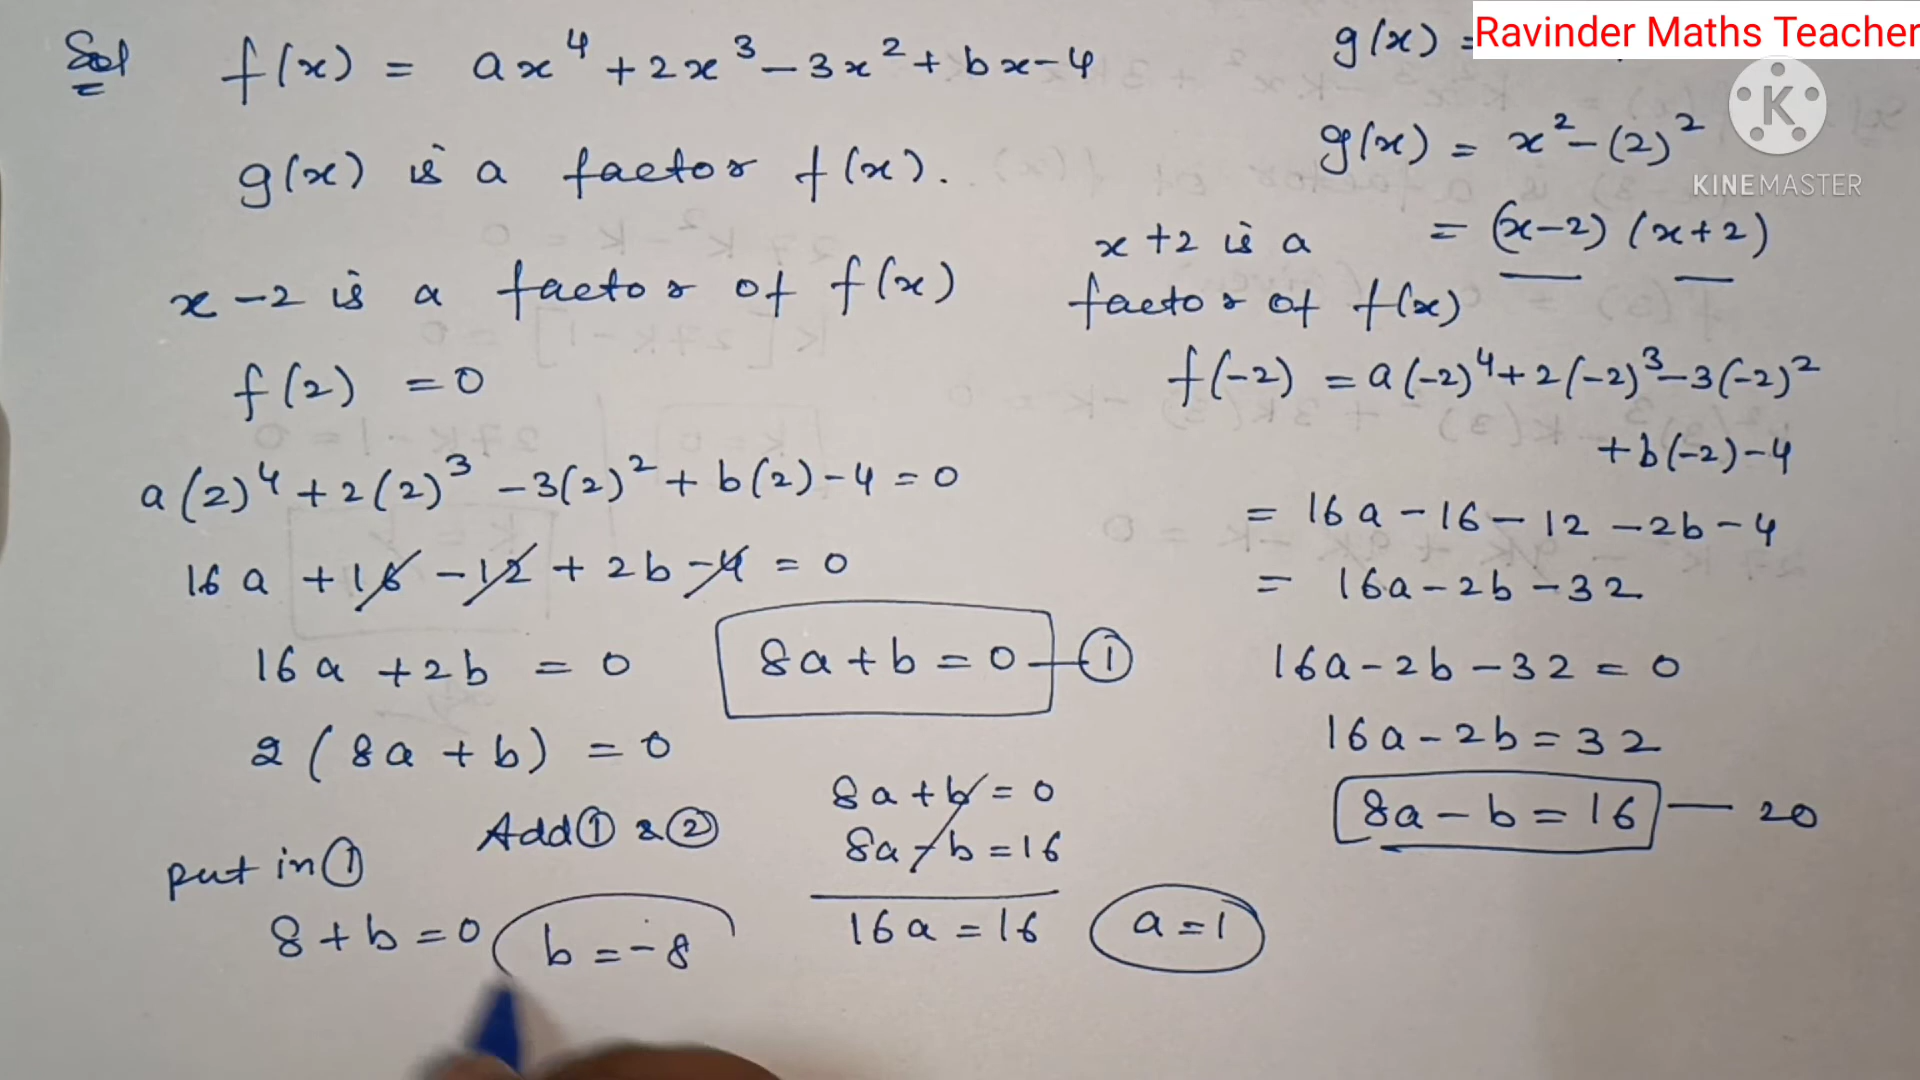 Sol f(x) = ax⁴ + 2x³ - 3x² + bx - 4
g(x) is a factor f(x).
x - 2 is a factor of f(x)
f(2) = 0
a(2)⁴ + 2(2)³ - 3(2)² + b(2) - 4 = 0
16a + 16 - 12 + 2b - 4 = 0
16a + 2b = 0
8a + b = 0 — ①
2(8a + b) = 0
Add ① & ②
8a + b = 0
8a - b = 16
16a = 16
a = 1
put in ①
8 + b = 0
b = -8
g(x) =
Ravinder Maths Teacher
K
KINEMASTER
g(x) = x² - (2)²
= (x-2) (x+2)
x + 2 is a
factor of f(x)
f(-2) = a(-2)⁴ + 2(-2)³ - 3(-2)²
+ b(-2) - 4
= 16a - 16 - 12 - 2b - 4
= 16a - 2b - 32
16a - 2b - 32 = 0
16a - 2b = 32
8a - b = 16 — 20